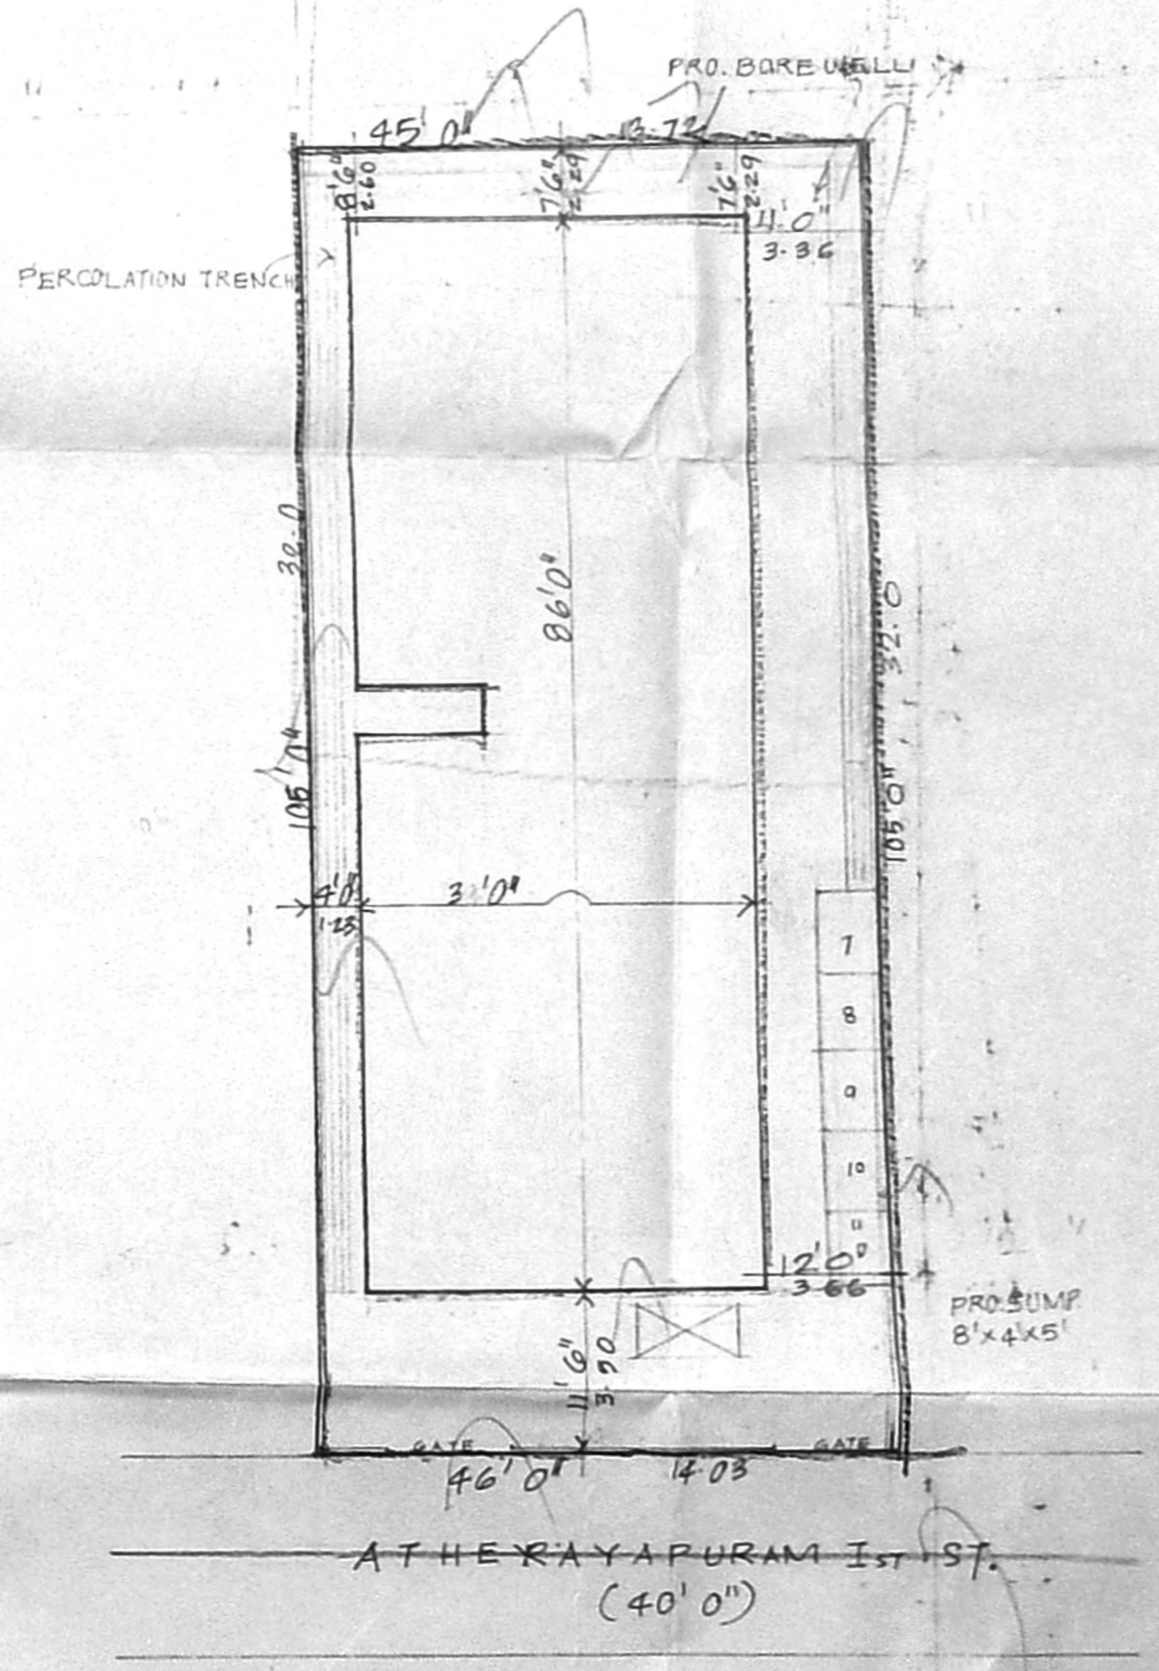 PRO. BOREWELL
45' 0" 13.72
8'6" 2.60
7'6" 2.29
7'6" 2.29
11'.0"
3.36
PERCOLATION TRENCH
32.0
86'0"
32.0
105'0"
105'0"
4'0"
1.23
7
8
9
10
11
12'0"
3.66
PRO.SUMP
8'x4'x5'
11'6"
3.50
GATE GATE
46' 0" 14.03
ATHERAYAPURAM Ist ST.
(40' 0")